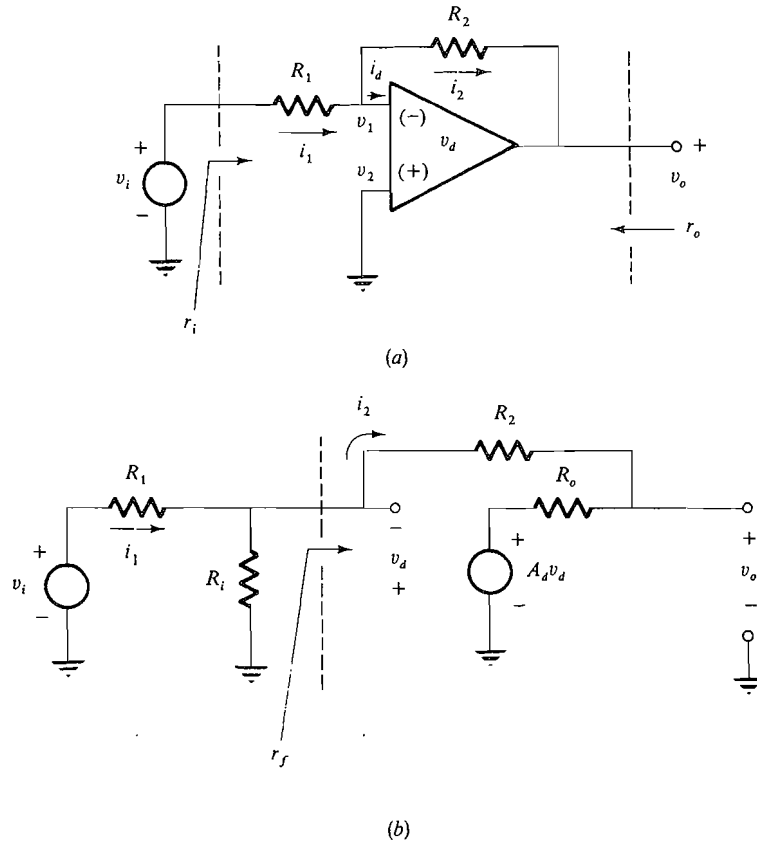 R₂
R₁
i_d
i₂
v₁
(−)
i₁
v_d
+
v_i
−
v₂
(+)
+
v_o
r_o
r_i
(a)
i₂
R₂
R₁
R_o
i₁
−
v_d
+
+
v_i
−
R_i
+
A_d v_d
−
+
v_o
−
r_f
(b)